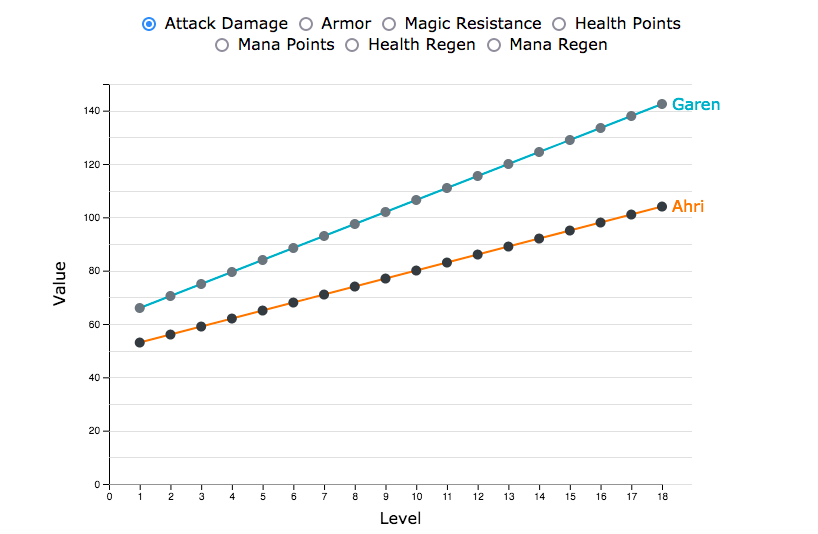 Attack Damage Armor Magic Resistance Health Points
Mana Points Health Regen Mana Regen
140
120
100
80
60
40
20
0
Value
Garen
Ahri
0 1 2 3 4 5 6 7 8 9 10 11 12 13 14 15 16 17 18
Level